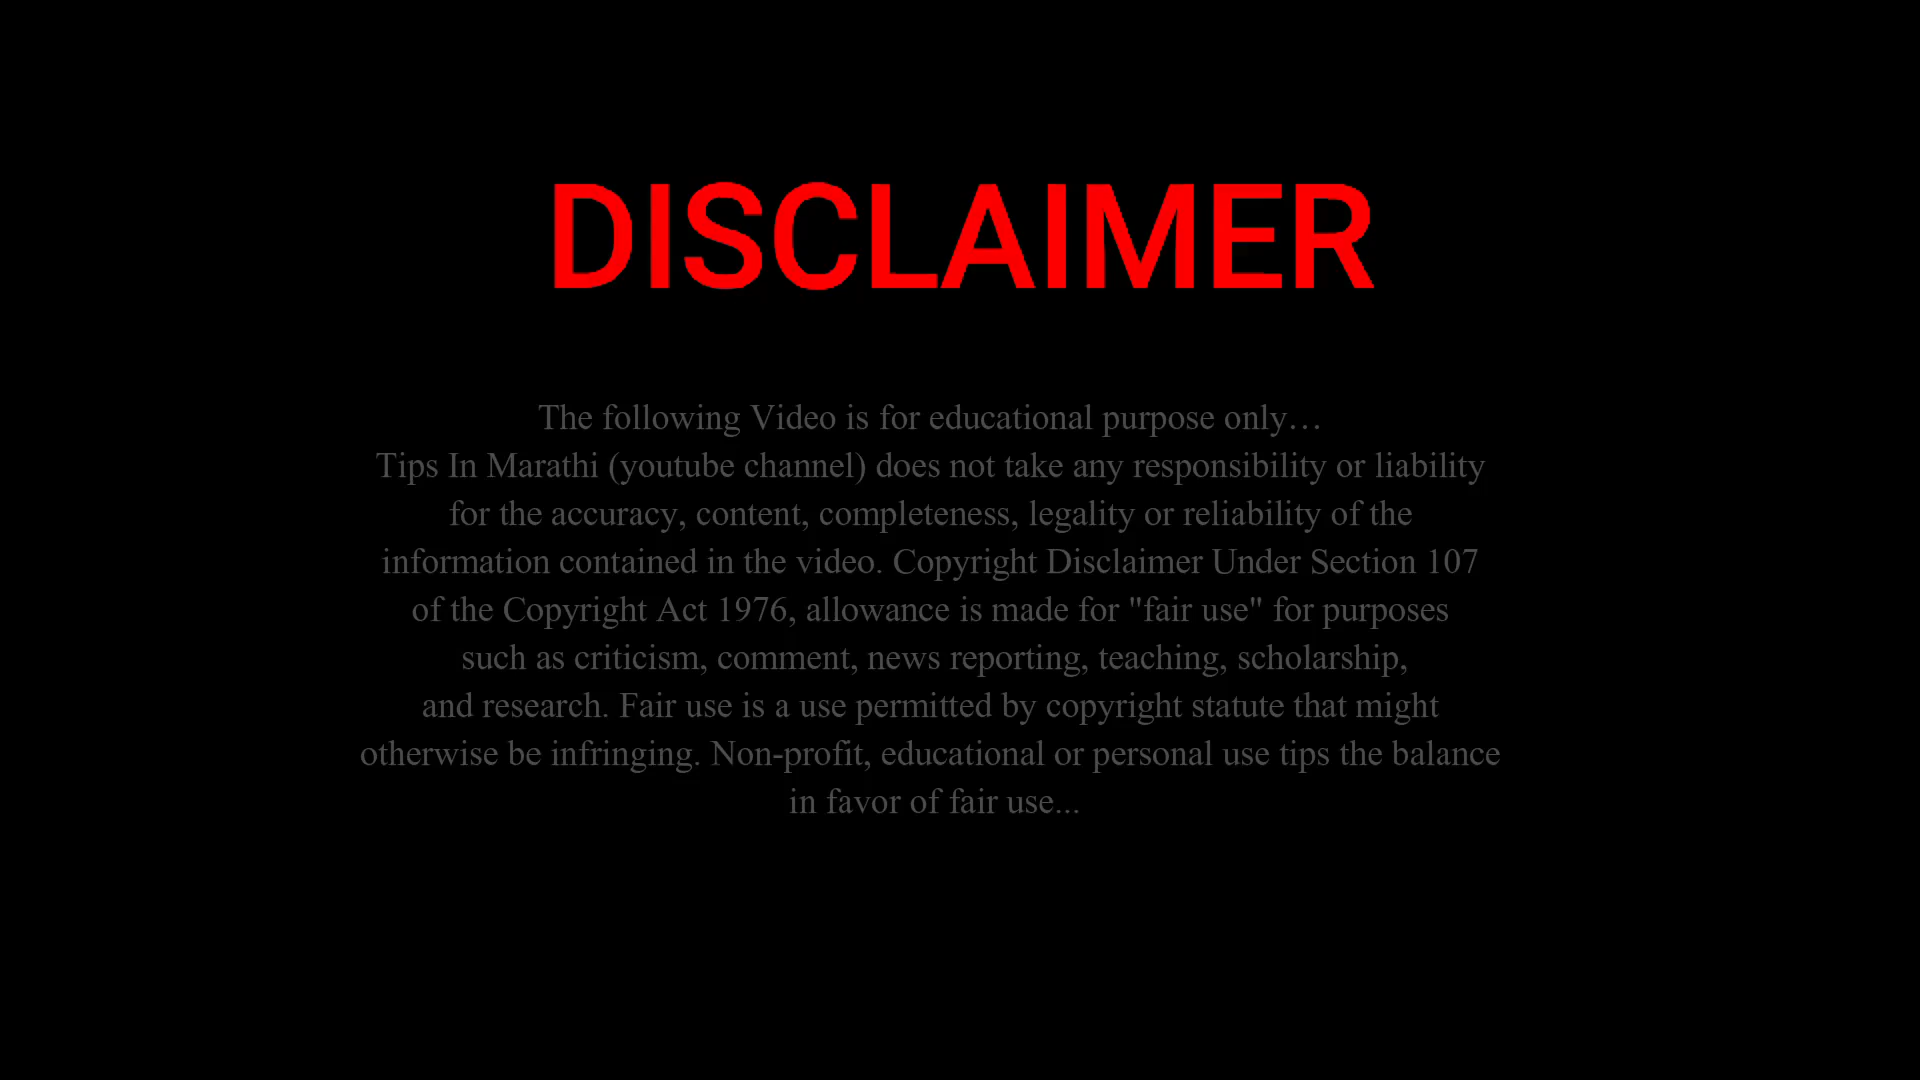 DISCLAIMER
The following Video is for educational purpose only…
Tips In Marathi (youtube channel) does not take any responsibility or liability
for the accuracy, content, completeness, legality or reliability of the
information contained in the video. Copyright Disclaimer Under Section 107
of the Copyright Act 1976, allowance is made for "fair use" for purposes
such as criticism, comment, news reporting, teaching, scholarship,
and research. Fair use is a use permitted by copyright statute that might
otherwise be infringing. Non-profit, educational or personal use tips the balance
in favor of fair use...